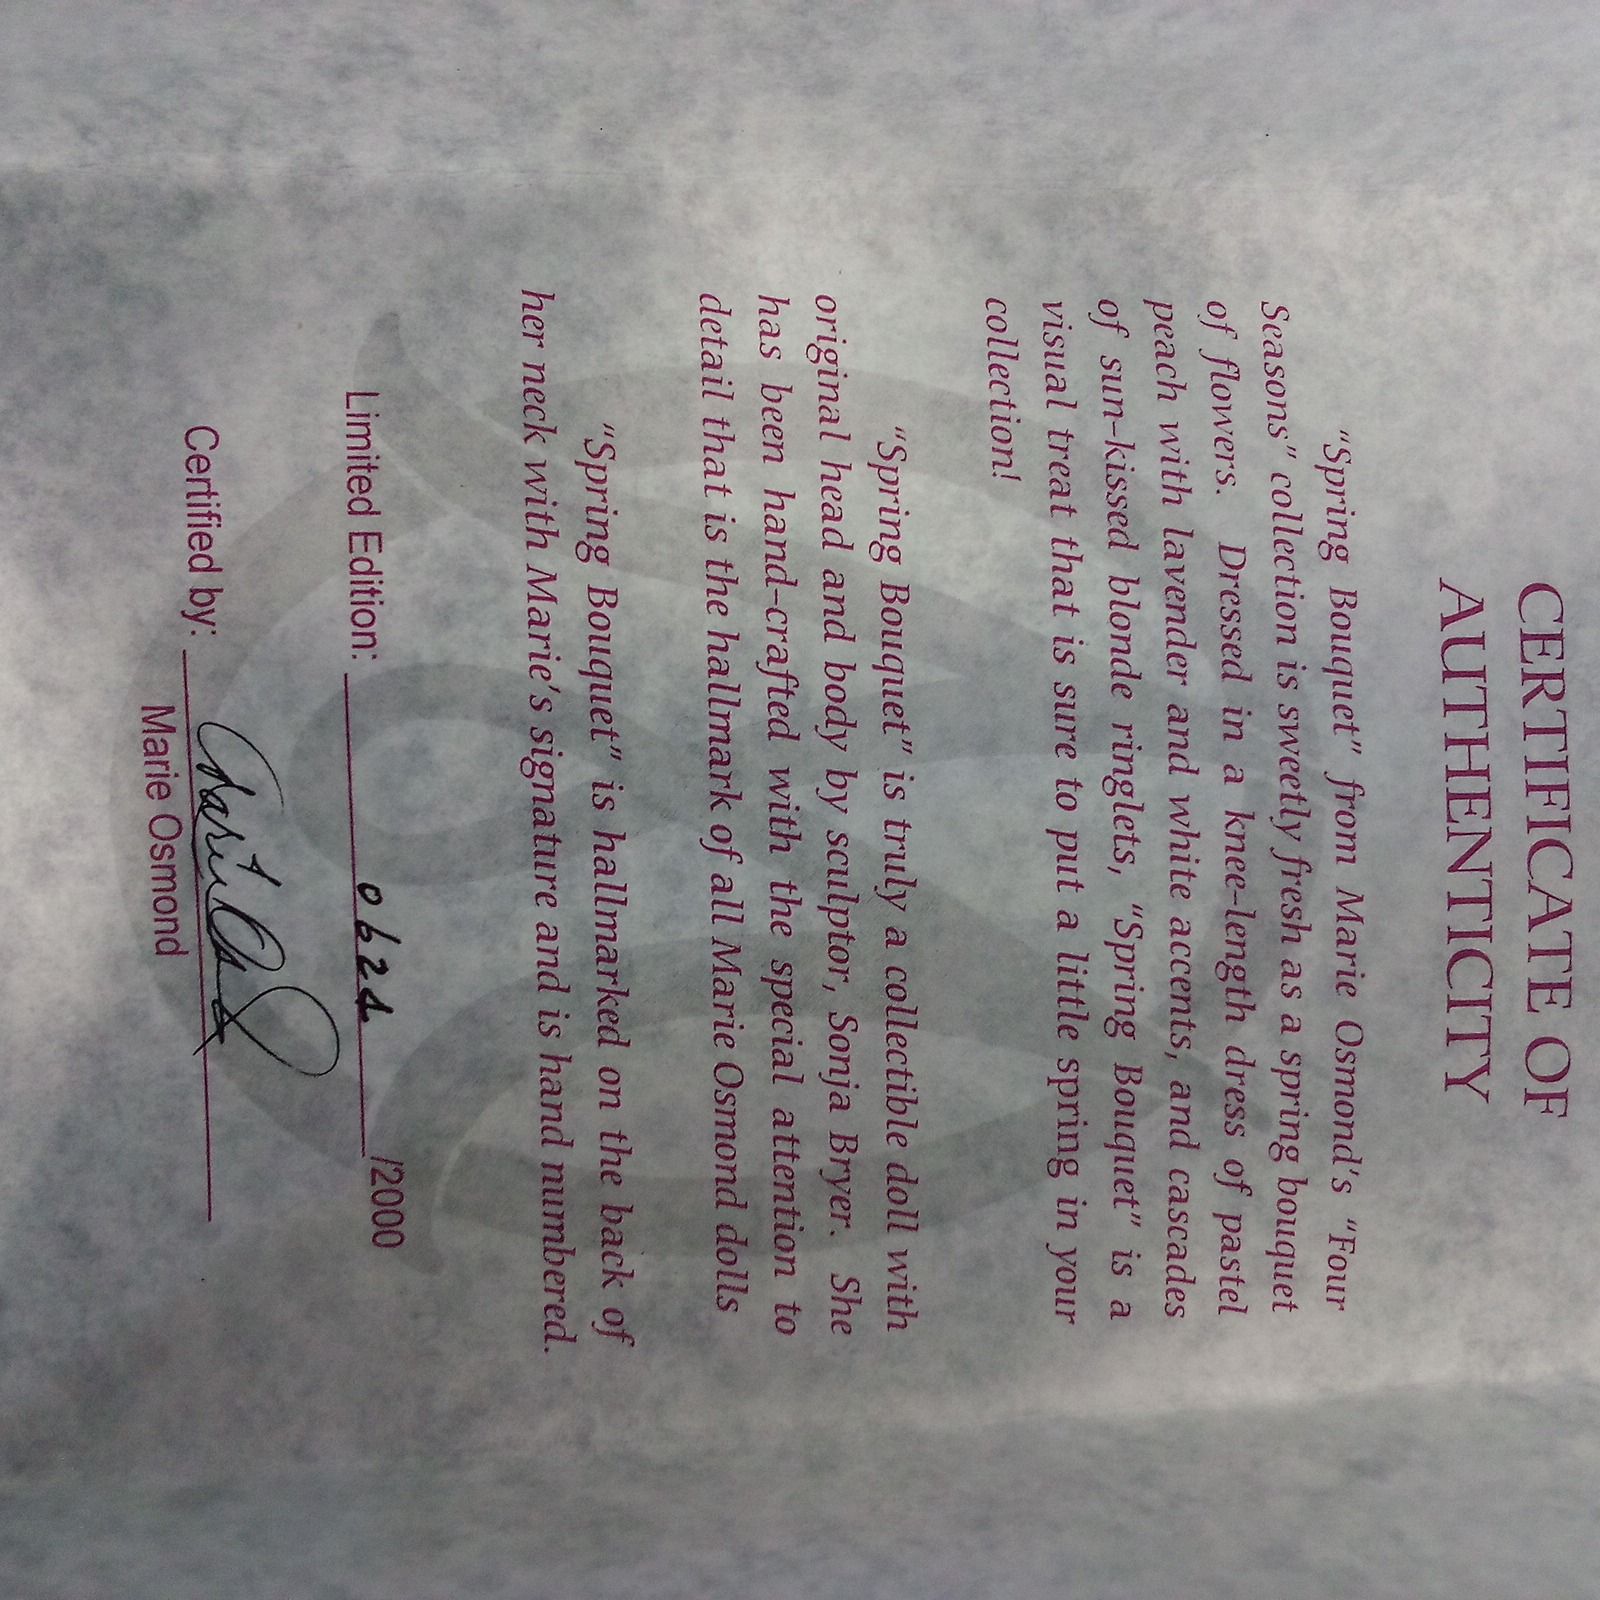 CERTIFICATE OF
AUTHENTICITY
"Spring Bouquet" from Marie Osmond's "Four
Seasons" collection is sweetly fresh as a spring bouquet
of flowers. Dressed in a knee-length dress of pastel
peach with lavender and white accents, and cascades
of sun-kissed blonde ringlets, "Spring Bouquet" is a
visual treat that is sure to put a little spring in your
collection!
"Spring Bouquet" is truly a collectible doll with
original head and body by sculptor, Sonja Bryer. She
has been hand-crafted with the special attention to
detail that is the hallmark of all Marie Osmond dolls
"Spring Bouquet" is hallmarked on the back of
her neck with Marie's signature and is hand numbered.
Limited Edition: /2000
Certified by:
Marie Osmond